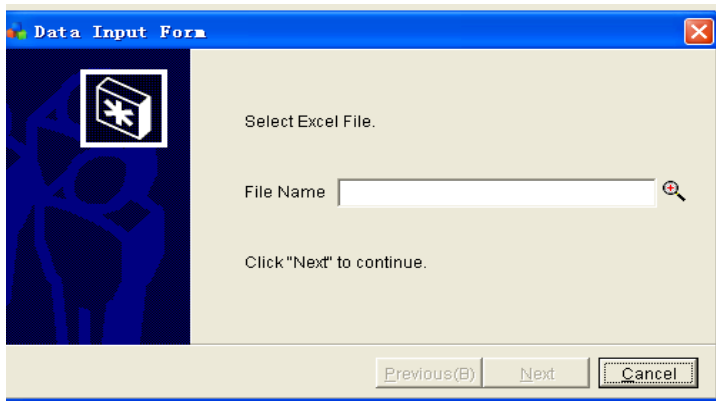 Data Input Form
Select Excel File.
File Name
Click "Next" to continue.
Previous(B) Next Cancel